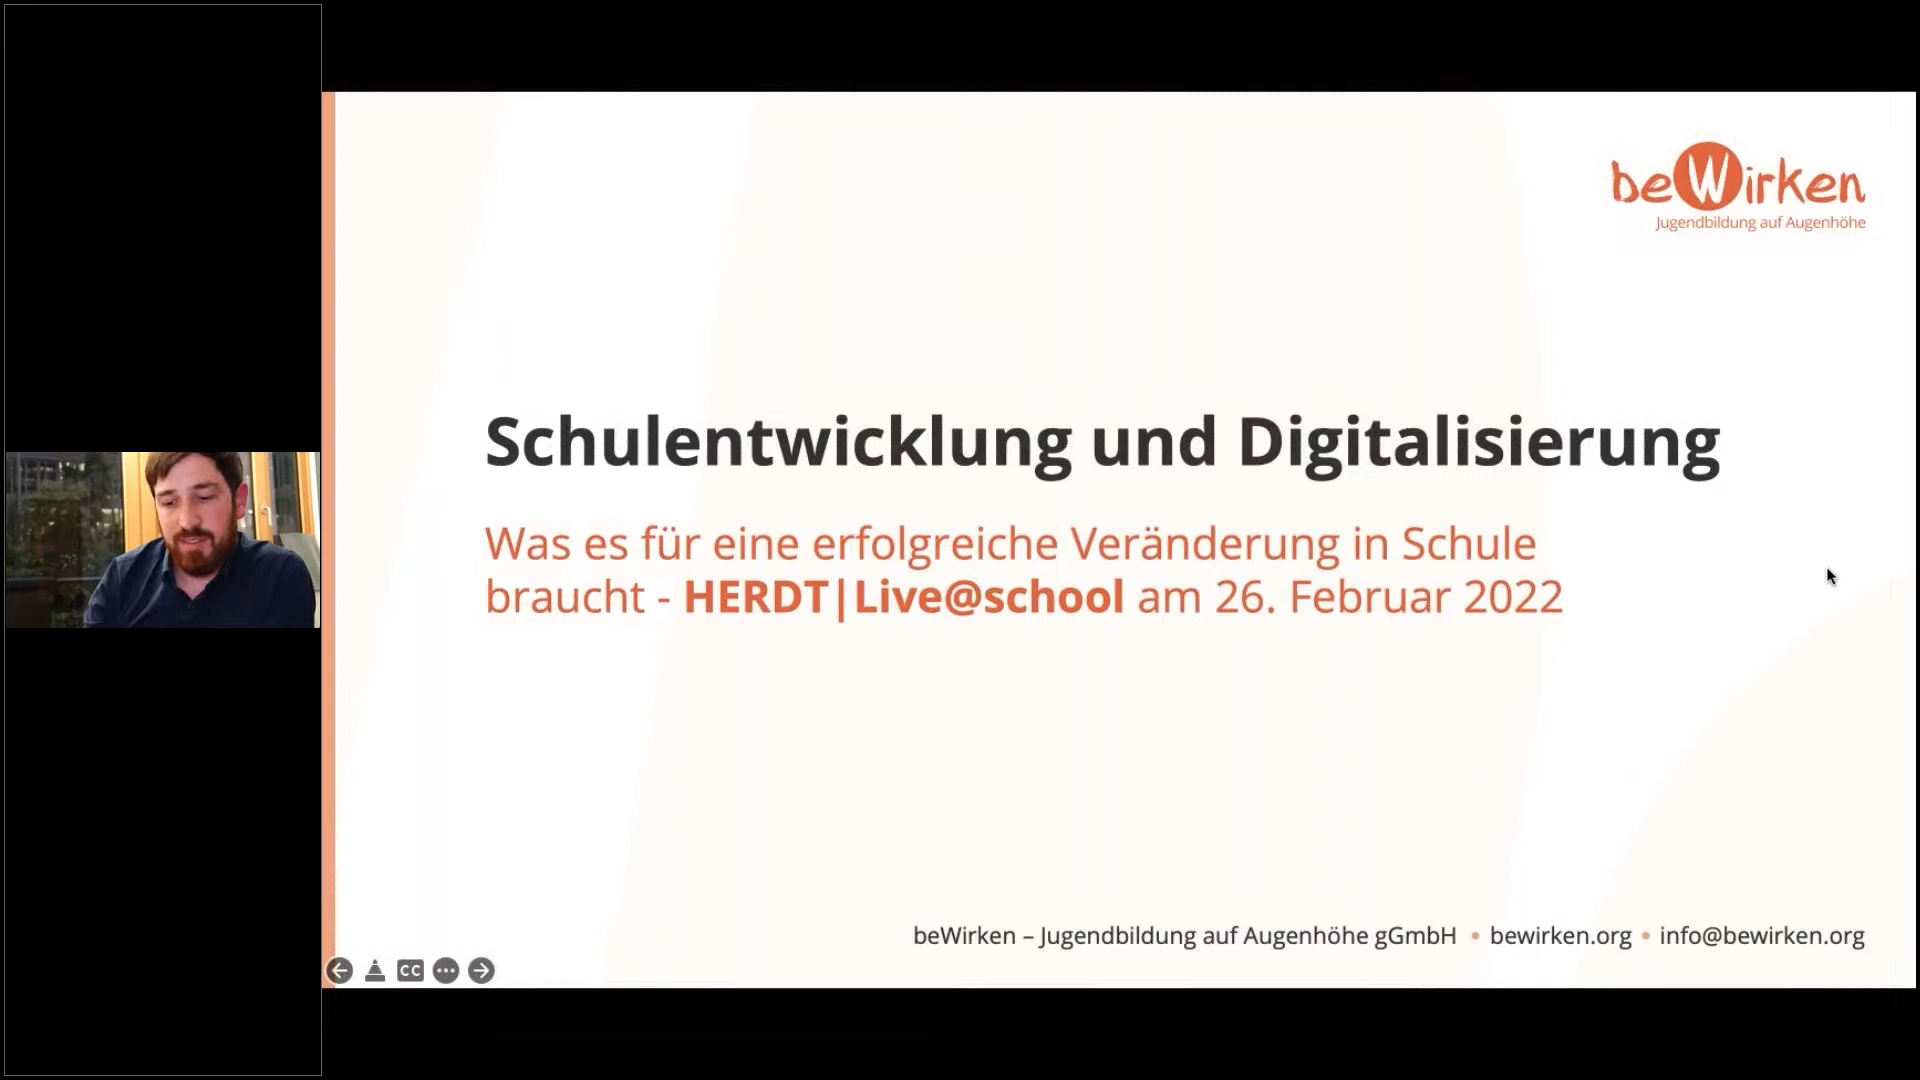 beWirken
Jugendbildung auf Augenhöhe
Schulentwicklung und Digitalisierung
Was es für eine erfolgreiche Veränderung in Schule
braucht - HERDT|Live@school am 26. Februar 2022
beWirken – Jugendbildung auf Augenhöhe gGmbH • bewirken.org • info@bewirken.org
CC